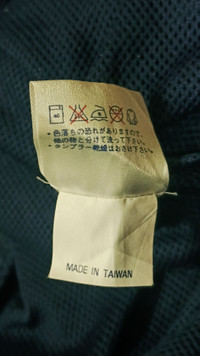 ・色落ちの恐れがありますので、
他の物と分けて洗って下さい。
・タンブラー乾燥はおさけ下さい。
MADE IN TAIWAN